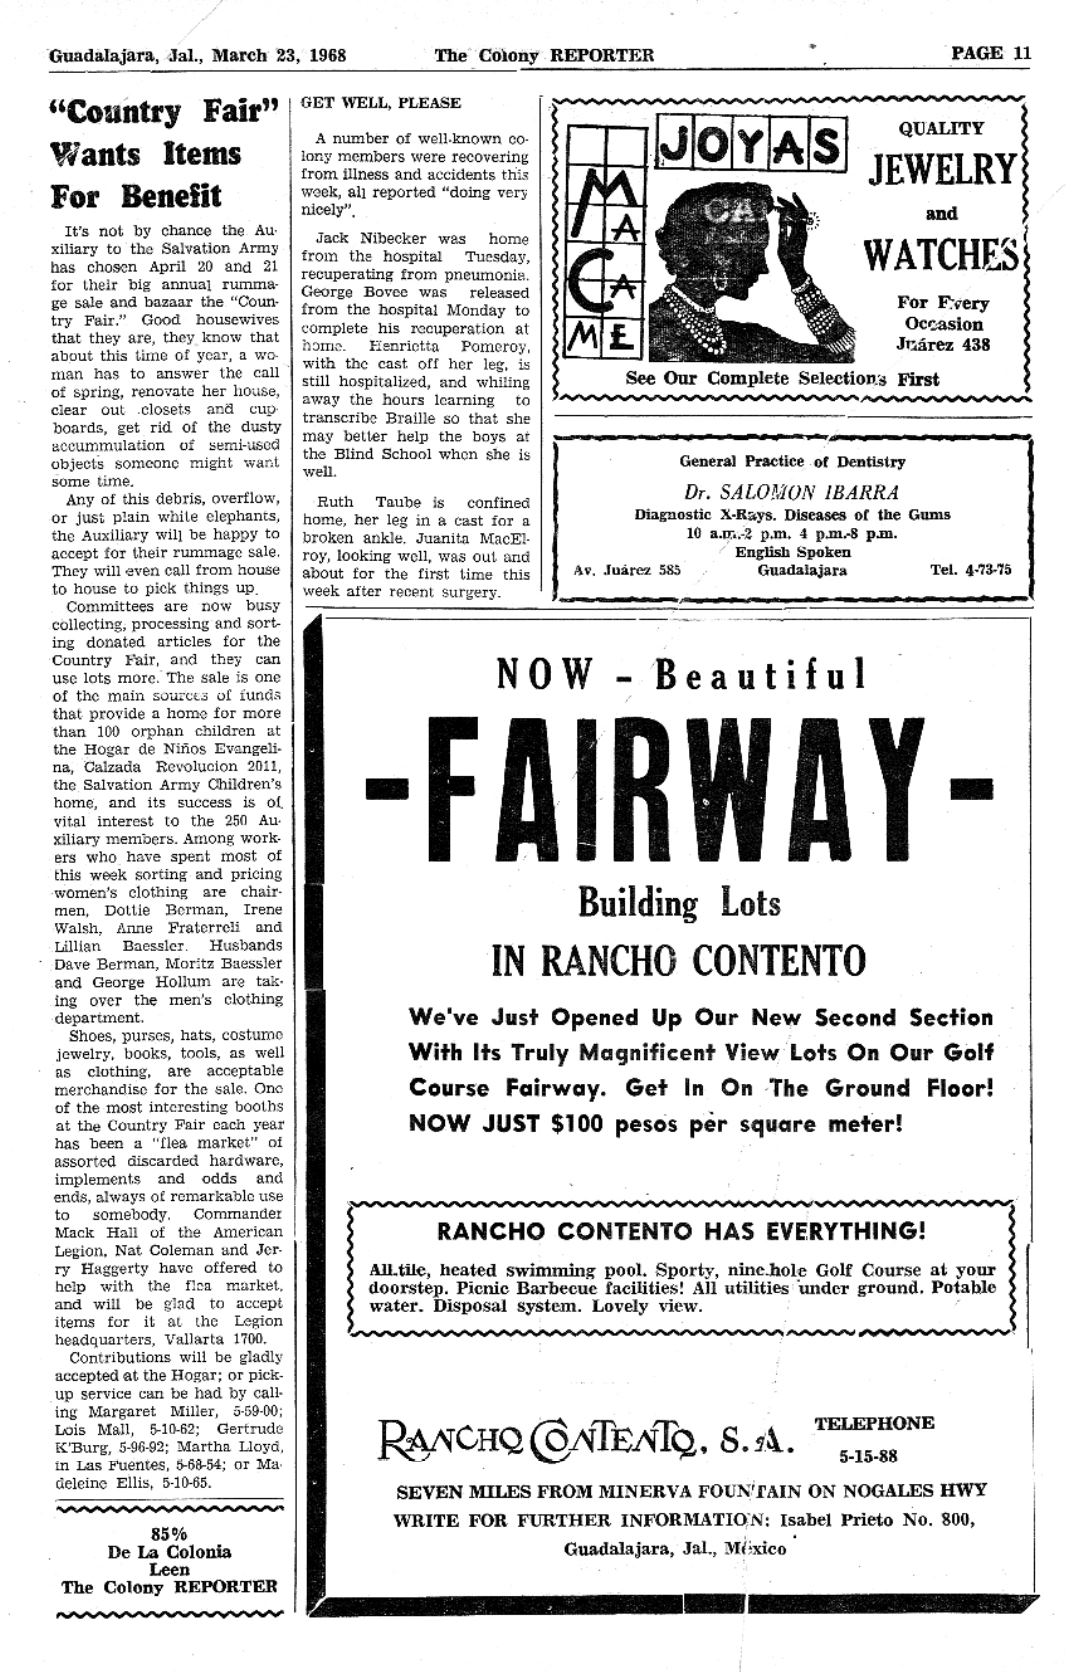 Guadalajara, Jal., March 23, 1968 The Colony REPORTER PAGE 11
"Country Fair"
Wants Items
For Benefit
It's not by chance the Au-
xiliary to the Salvation Army
has chosen April 20 and 21
for their big annual rumma-
ge sale and bazaar the "Coun-
try Fair." Good housewives
that they are, they know that
about this time of year, a wo-
man has to answer the call
of spring, renovate her house,
clear out closets and cup-
boards, get rid of the dusty
accummulation of semi-used
objects someone might want
some time.
Any of this debris, overflow,
or just plain white elephants,
the Auxiliary will be happy to
accept for their rummage sale.
They will even call from house
to house to pick things up.
Committees are now busy
collecting, processing and sort-
ing donated articles for the
Country Fair, and they can
use lots more. The sale is one
of the main sources of funds
that provide a home for more
than 100 orphan children at
the Hogar de Niños Evangeli-
na, Calzada Revolucion 2011,
the Salvation Army Children's
home, and its success is of
vital interest to the 250 Au-
xiliary members. Among work-
ers who have spent most of
this week sorting and pricing
women's clothing are chair-
men, Dottie Berman, Irene
Walsh, Anne Fraterreli and
Lillian Baessler. Husbands
Dave Berman, Moritz Baessler
and George Hollum are tak-
ing over the men's clothing
department.
Shoes, purses, hats, costume
jewelry, books, tools, as well
as clothing, are acceptable
merchandise for the sale. One
of the most interesting booths
at the Country Fair each year
has been a "flea market" of
assorted discarded hardware,
implements and odds and
ends, always of remarkable use
to somebody. Commander
Mack Hall of the American
Legion, Nat Coleman and Jer-
ry Haggerty have offered to
help with the flea market,
and will be glad to accept
items for it at the Legion
headquarters, Vallarta 1700.
Contributions will be gladly
accepted at the Hogar; or pick-
up service can be had by call-
ing Margaret Miller, 5-59-00;
Lois Mall, 5-10-62; Gertrude
K'Burg, 5-96-92; Martha Lloyd,
in Las Fuentes, 5-68-54; or Ma-
deleine Ellis, 5-10-65.
85%
De La Colonia
Leen
The Colony REPORTER
GET WELL, PLEASE
A number of well-known co-
lony members were recovering
from illness and accidents this
week, all reported "doing very
nicely".
Jack Nibecker was home
from the hospital Tuesday,
recuperating from pneumonia.
George Bovee was released
from the hospital Monday to
complete his recuperation at
home. Henrietta Pomeroy,
with the cast off her leg, is
still hospitalized, and whiling
away the hours learning to
transcribe Braille so that she
may better help the boys at
the Blind School when she is
well.
Ruth Taube is confined
home, her leg in a cast for a
broken ankle. Juanita MacEl-
roy, looking well, was out and
about for the first time this
week after recent surgery.
JOYAS
MACAME
QUALITY
JEWELRY
and
WATCHES
For Every
Occasion
Juárez 438
See Our Complete Selections First
General Practice of Dentistry
Dr. SALOMON IBARRA
Diagnostic X-Rays. Diseases of the Gums
10 a.m.-2 p.m. 4 p.m.-8 p.m.
English Spoken
Av. Juárez 585 Guadalajara Tel. 4-73-75
NOW - Beautiful
-FAIRWAY-
Building Lots
IN RANCHO CONTENTO
We've Just Opened Up Our New Second Section
With Its Truly Magnificent View Lots On Our Golf
Course Fairway. Get In On The Ground Floor!
NOW JUST $100 pesos per square meter!
RANCHO CONTENTO HAS EVERYTHING!
All-tile, heated swimming pool. Sporty, nine-hole Golf Course at your
doorstep. Picnic Barbecue facilities! All utilities under ground. Potable
water. Disposal system. Lovely view.
RANCHO CONTENTO, S.A. TELEPHONE
5-15-88
SEVEN MILES FROM MINERVA FOUNTAIN ON NOGALES HWY
WRITE FOR FURTHER INFORMATION: Isabel Prieto No. 800,
Guadalajara, Jal., México